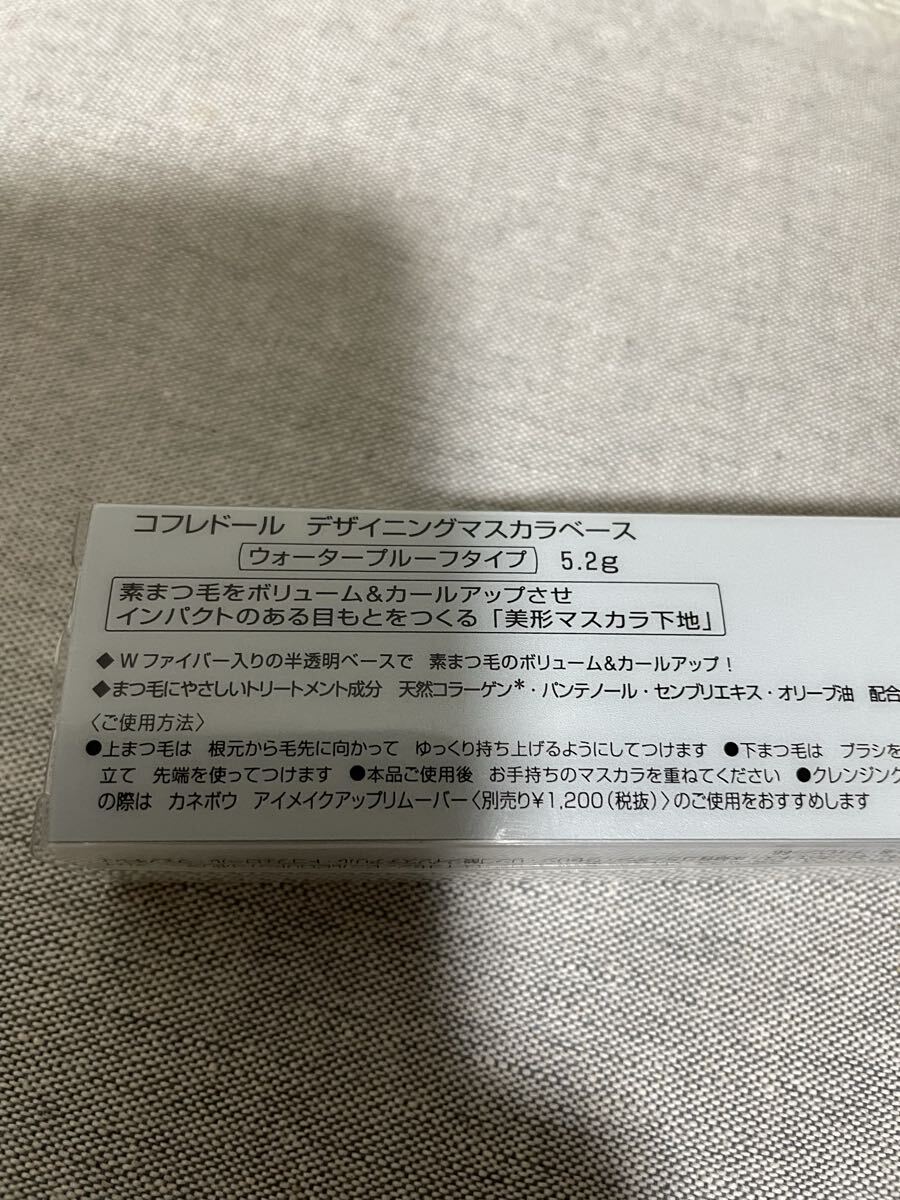 コフレドール デザイニングマスカラベース
ウォータープルーフタイプ 5.2g
素まつ毛をボリューム&カールアップさせ
インパクトのある目もとをつくる「美形マスカラ下地」
◆Wファイバー入りの半透明ベースで 素まつ毛のボリューム&カールアップ!
◆まつ毛にやさしいトリートメント成分 天然コラーゲン*・パンテノール・センブリエキス・オリーブ油 配合
〈ご使用方法〉
●上まつ毛は 根元から毛先に向かって ゆっくり持ち上げるようにしてつけます ●下まつ毛は ブラシを
立て 先端を使ってつけます ●本品ご使用後 お手持ちのマスカラを重ねてください ●クレンジング
の際は カネボウ アイメイクアップリムーバー〈別売り¥1,200(税抜)〉のご使用をおすすめします